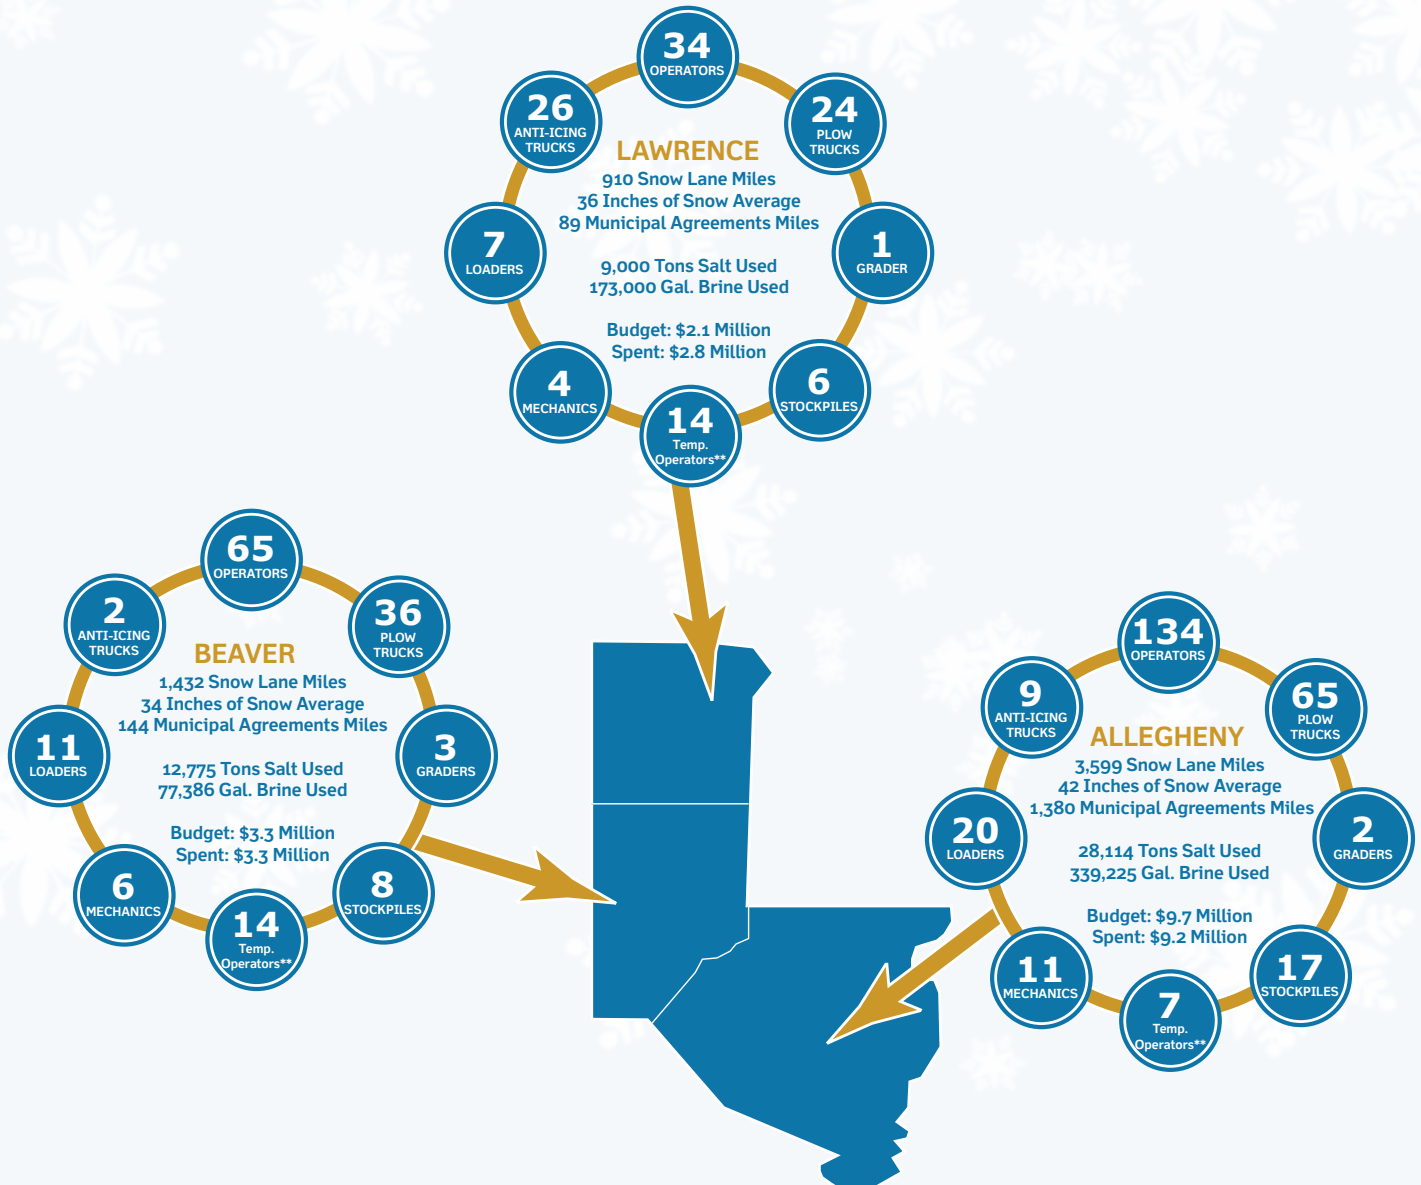 34
OPERATORS
26
ANTI-ICING
TRUCKS
24
PLOW
TRUCKS
LAWRENCE
910 Snow Lane Miles
36 Inches of Snow Average
89 Municipal Agreements Miles
7
LOADERS
1
GRADER
9,000 Tons Salt Used
173,000 Gal. Brine Used
Budget: $2.1 Million
Spent: $2.8 Million
4
MECHANICS
6
STOCKPILES
14
Temp.
Operators**
65
OPERATORS
2
ANTI-ICING
TRUCKS
36
PLOW
TRUCKS
BEAVER
1,432 Snow Lane Miles
34 Inches of Snow Average
144 Municipal Agreements Miles
11
LOADERS
3
GRADERS
12,775 Tons Salt Used
77,386 Gal. Brine Used
Budget: $3.3 Million
Spent: $3.3 Million
6
MECHANICS
8
STOCKPILES
14
Temp.
Operators**
134
OPERATORS
9
ANTI-ICING
TRUCKS
65
PLOW
TRUCKS
ALLEGHENY
3,599 Snow Lane Miles
42 Inches of Snow Average
1,380 Municipal Agreements Miles
20
LOADERS
2
GRADERS
28,114 Tons Salt Used
339,225 Gal. Brine Used
Budget: $9.7 Million
Spent: $9.2 Million
11
MECHANICS
17
STOCKPILES
7
Temp.
Operators**